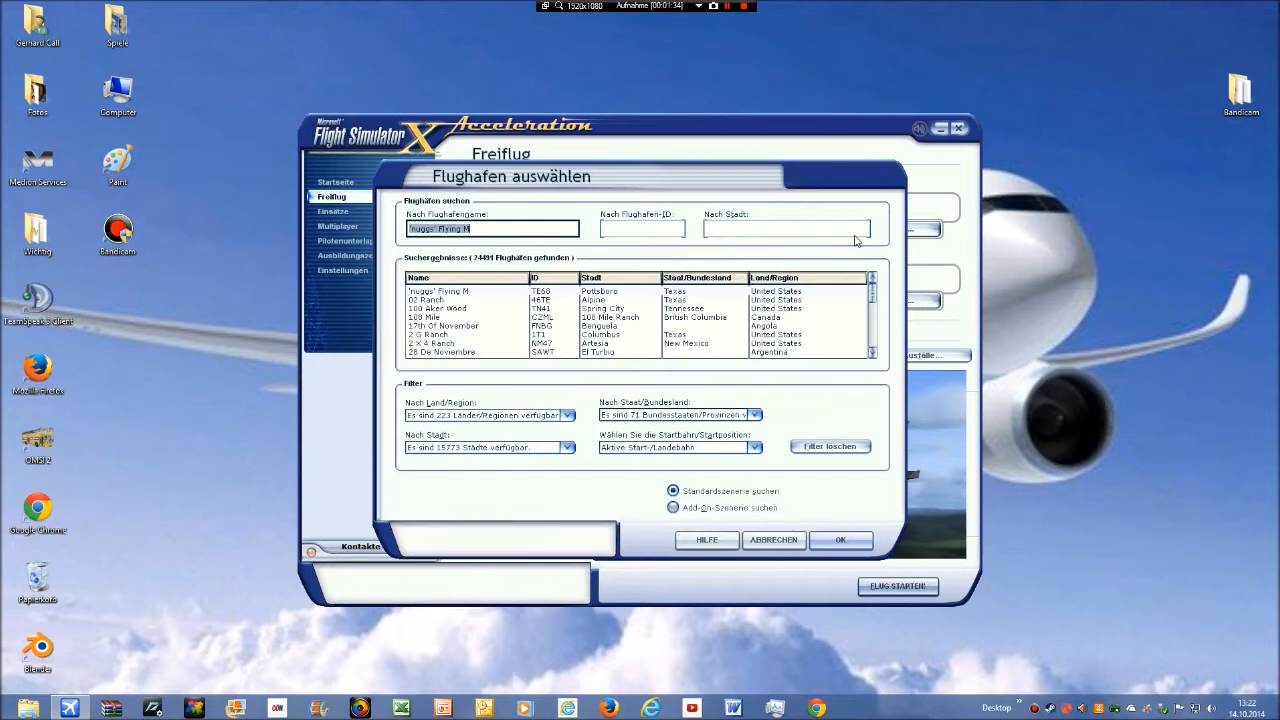 1920x1080 Aufnahme [00:01:34]
Gerhard Call
Spiele
Fotos
Computer
Bandicam
Paint
Wichtig
Bandicam
Mozilla Firefox
OMSI 2
Google Chrome
Papierkorb
Blender
Microsoft
Flight Simulator X Acceleration
Freiflug
Startseite
Freiflug
Einsätze
Multiplayer
Pilotenunterlag
Ausbildungsze
Einstellungen
Flughafen auswählen
Flughäfen suchen
Nach Flughafenname: Nach Flughafen-ID: Nach Stadt:
'nuggs' Flying M
Suchergebnisse: ( 24491 Flughäfen gefunden )
Name ID Stadt Staat/Bundesland Land/Region
'nuggs' Flying M TE68 Pottsboro Texas United States
02 Ranch 46TE Alpine Texas United States
100 Aker Wood TN41 Spring City Tennessee United States
108 Mile CZML 108 Mile Ranch British Columbia Canada
17th Of November FNBG Benguela Angola
2 G Ranch 1T1 Columbus Texas United States
2 X 4 Ranch NM47 Artesia New Mexico United States
28 De Noviembre SAWT El Turbio Argentina
Filter
Nach Land/Region: Nach Staat/Bundesland:
Es sind 223 Länder/Regionen verfügbar Es sind 71 Bundesstaaten/Provinzen v
Nach Stadt: Wählen Sie die Startbahn/Startposition:
Es sind 15773 Städte verfügbar. Aktive Start-/Landebahn Filter löschen
Standardszenerie suchen
Add-On-Szenerie suchen
HILFE ABBRECHEN OK
...
...
usfälle...
Kontakte
FLUG STARTEN!
Desktop »
13:22
14.10.2014